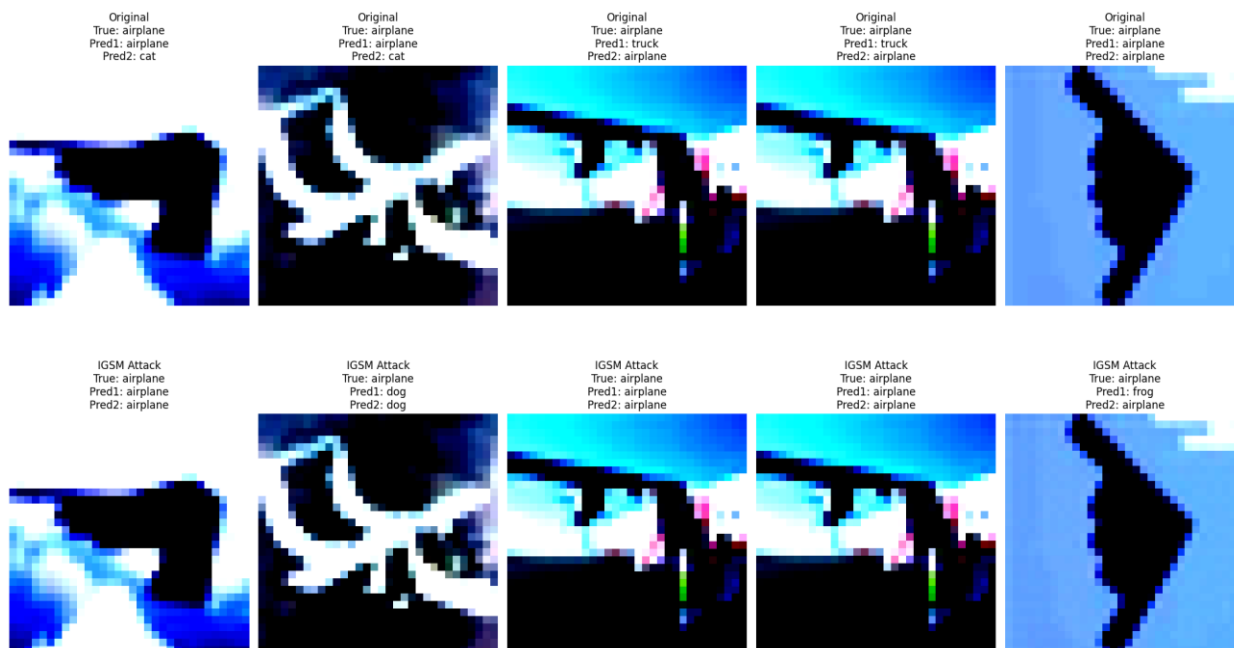 Original
True: airplane
Pred1: airplane
Pred2: cat
Original
True: airplane
Pred1: airplane
Pred2: cat
Original
True: airplane
Pred1: truck
Pred2: airplane
Original
True: airplane
Pred1: truck
Pred2: airplane
Original
True: airplane
Pred1: airplane
Pred2: airplane
IGSM Attack
True: airplane
Pred1: airplane
Pred2: airplane
IGSM Attack
True: airplane
Pred1: dog
Pred2: dog
IGSM Attack
True: airplane
Pred1: airplane
Pred2: airplane
IGSM Attack
True: airplane
Pred1: airplane
Pred2: airplane
IGSM Attack
True: airplane
Pred1: frog
Pred2: airplane